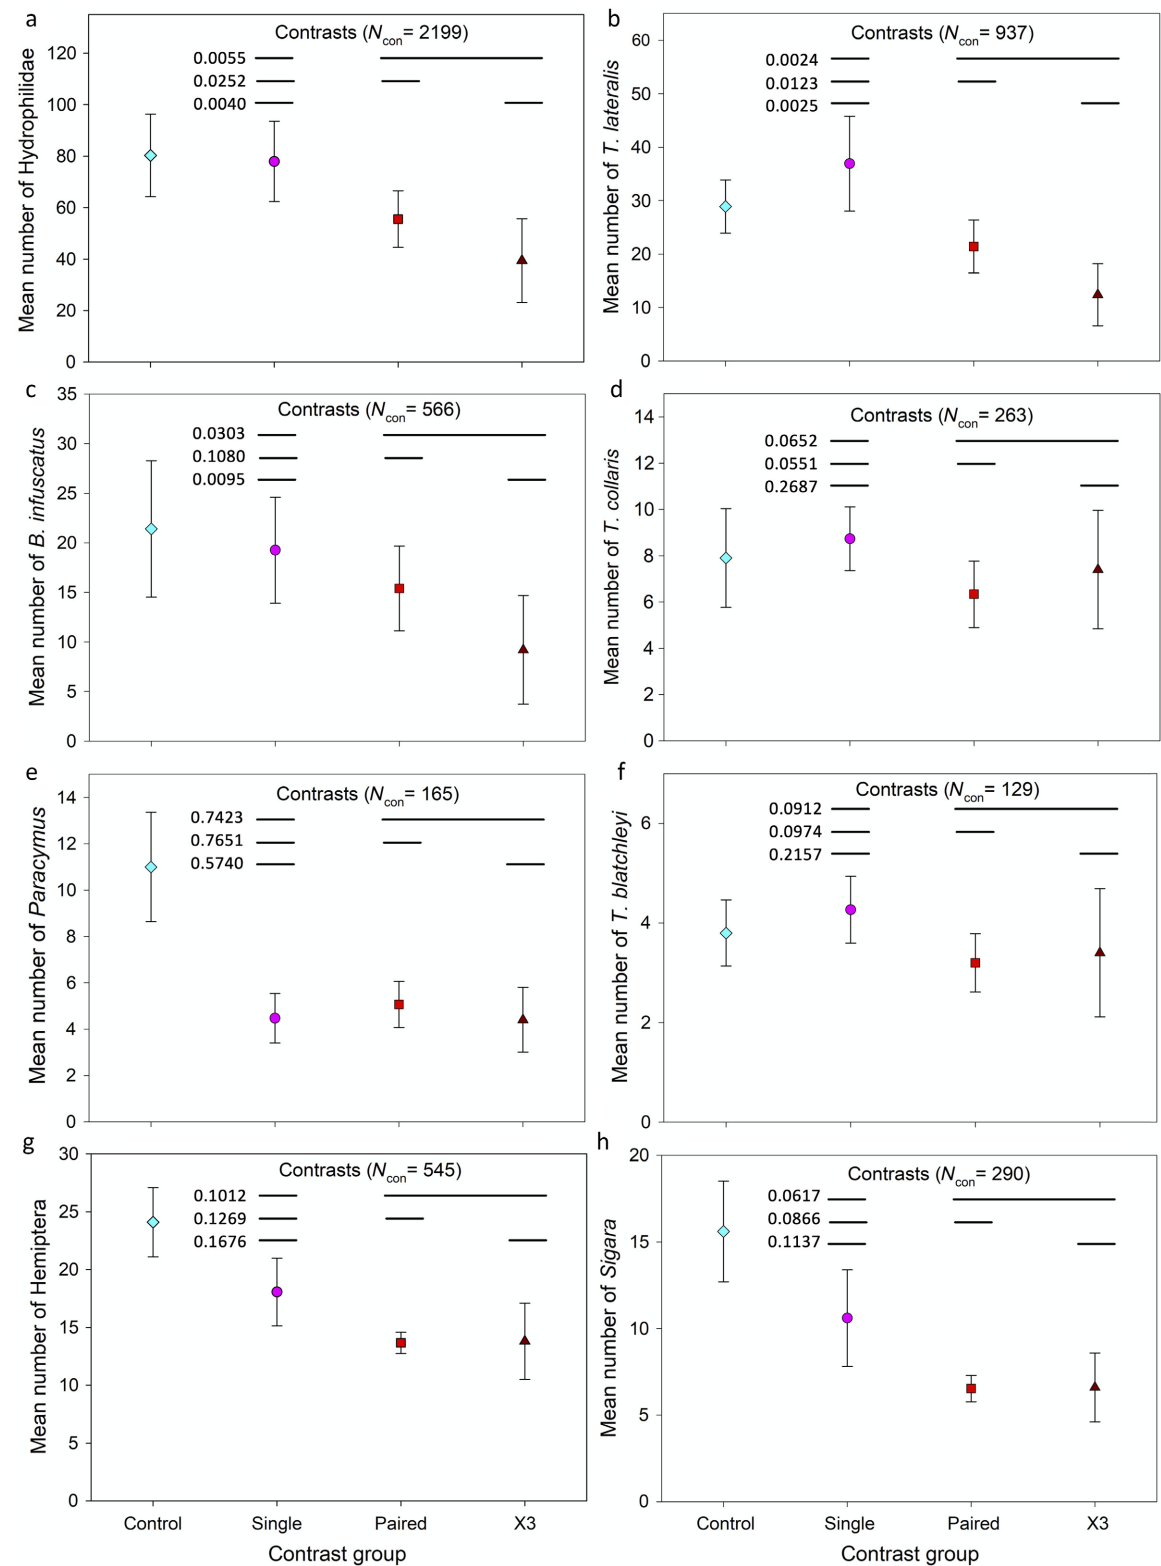 a
Contrasts (Ncon= 2199)
Mean number of Hydrophilidae
120
100
80
60
40
20
0
0.0055
0.0252
0.0040
b
Contrasts (Ncon= 937)
Mean number of T. lateralis
60
50
40
30
20
10
0
0.0024
0.0123
0.0025
c
Contrasts (Ncon= 566)
Mean number of B. infuscatus
35
30
25
20
15
10
5
0
0.0303
0.1080
0.0095
d
Contrasts (Ncon= 263)
Mean number of T. collaris
14
12
10
8
6
4
2
0
0.0652
0.0551
0.2687
e
Contrasts (Ncon= 165)
Mean number of Paracymus
14
12
10
8
6
4
2
0
0.7423
0.7651
0.5740
f
Contrasts (Ncon= 129)
Mean number of T. blatchleyi
6
4
2
0
0.0912
0.0974
0.2157
g
Contrasts (Ncon= 545)
Mean number of Hemiptera
30
25
20
15
10
5
0
0.1012
0.1269
0.1676
Control
Single
Paired
X3
Contrast group
h
Contrasts (Ncon= 290)
Mean number of Sigara
20
15
10
5
0
0.0617
0.0866
0.1137
Control
Single
Paired
X3
Contrast group